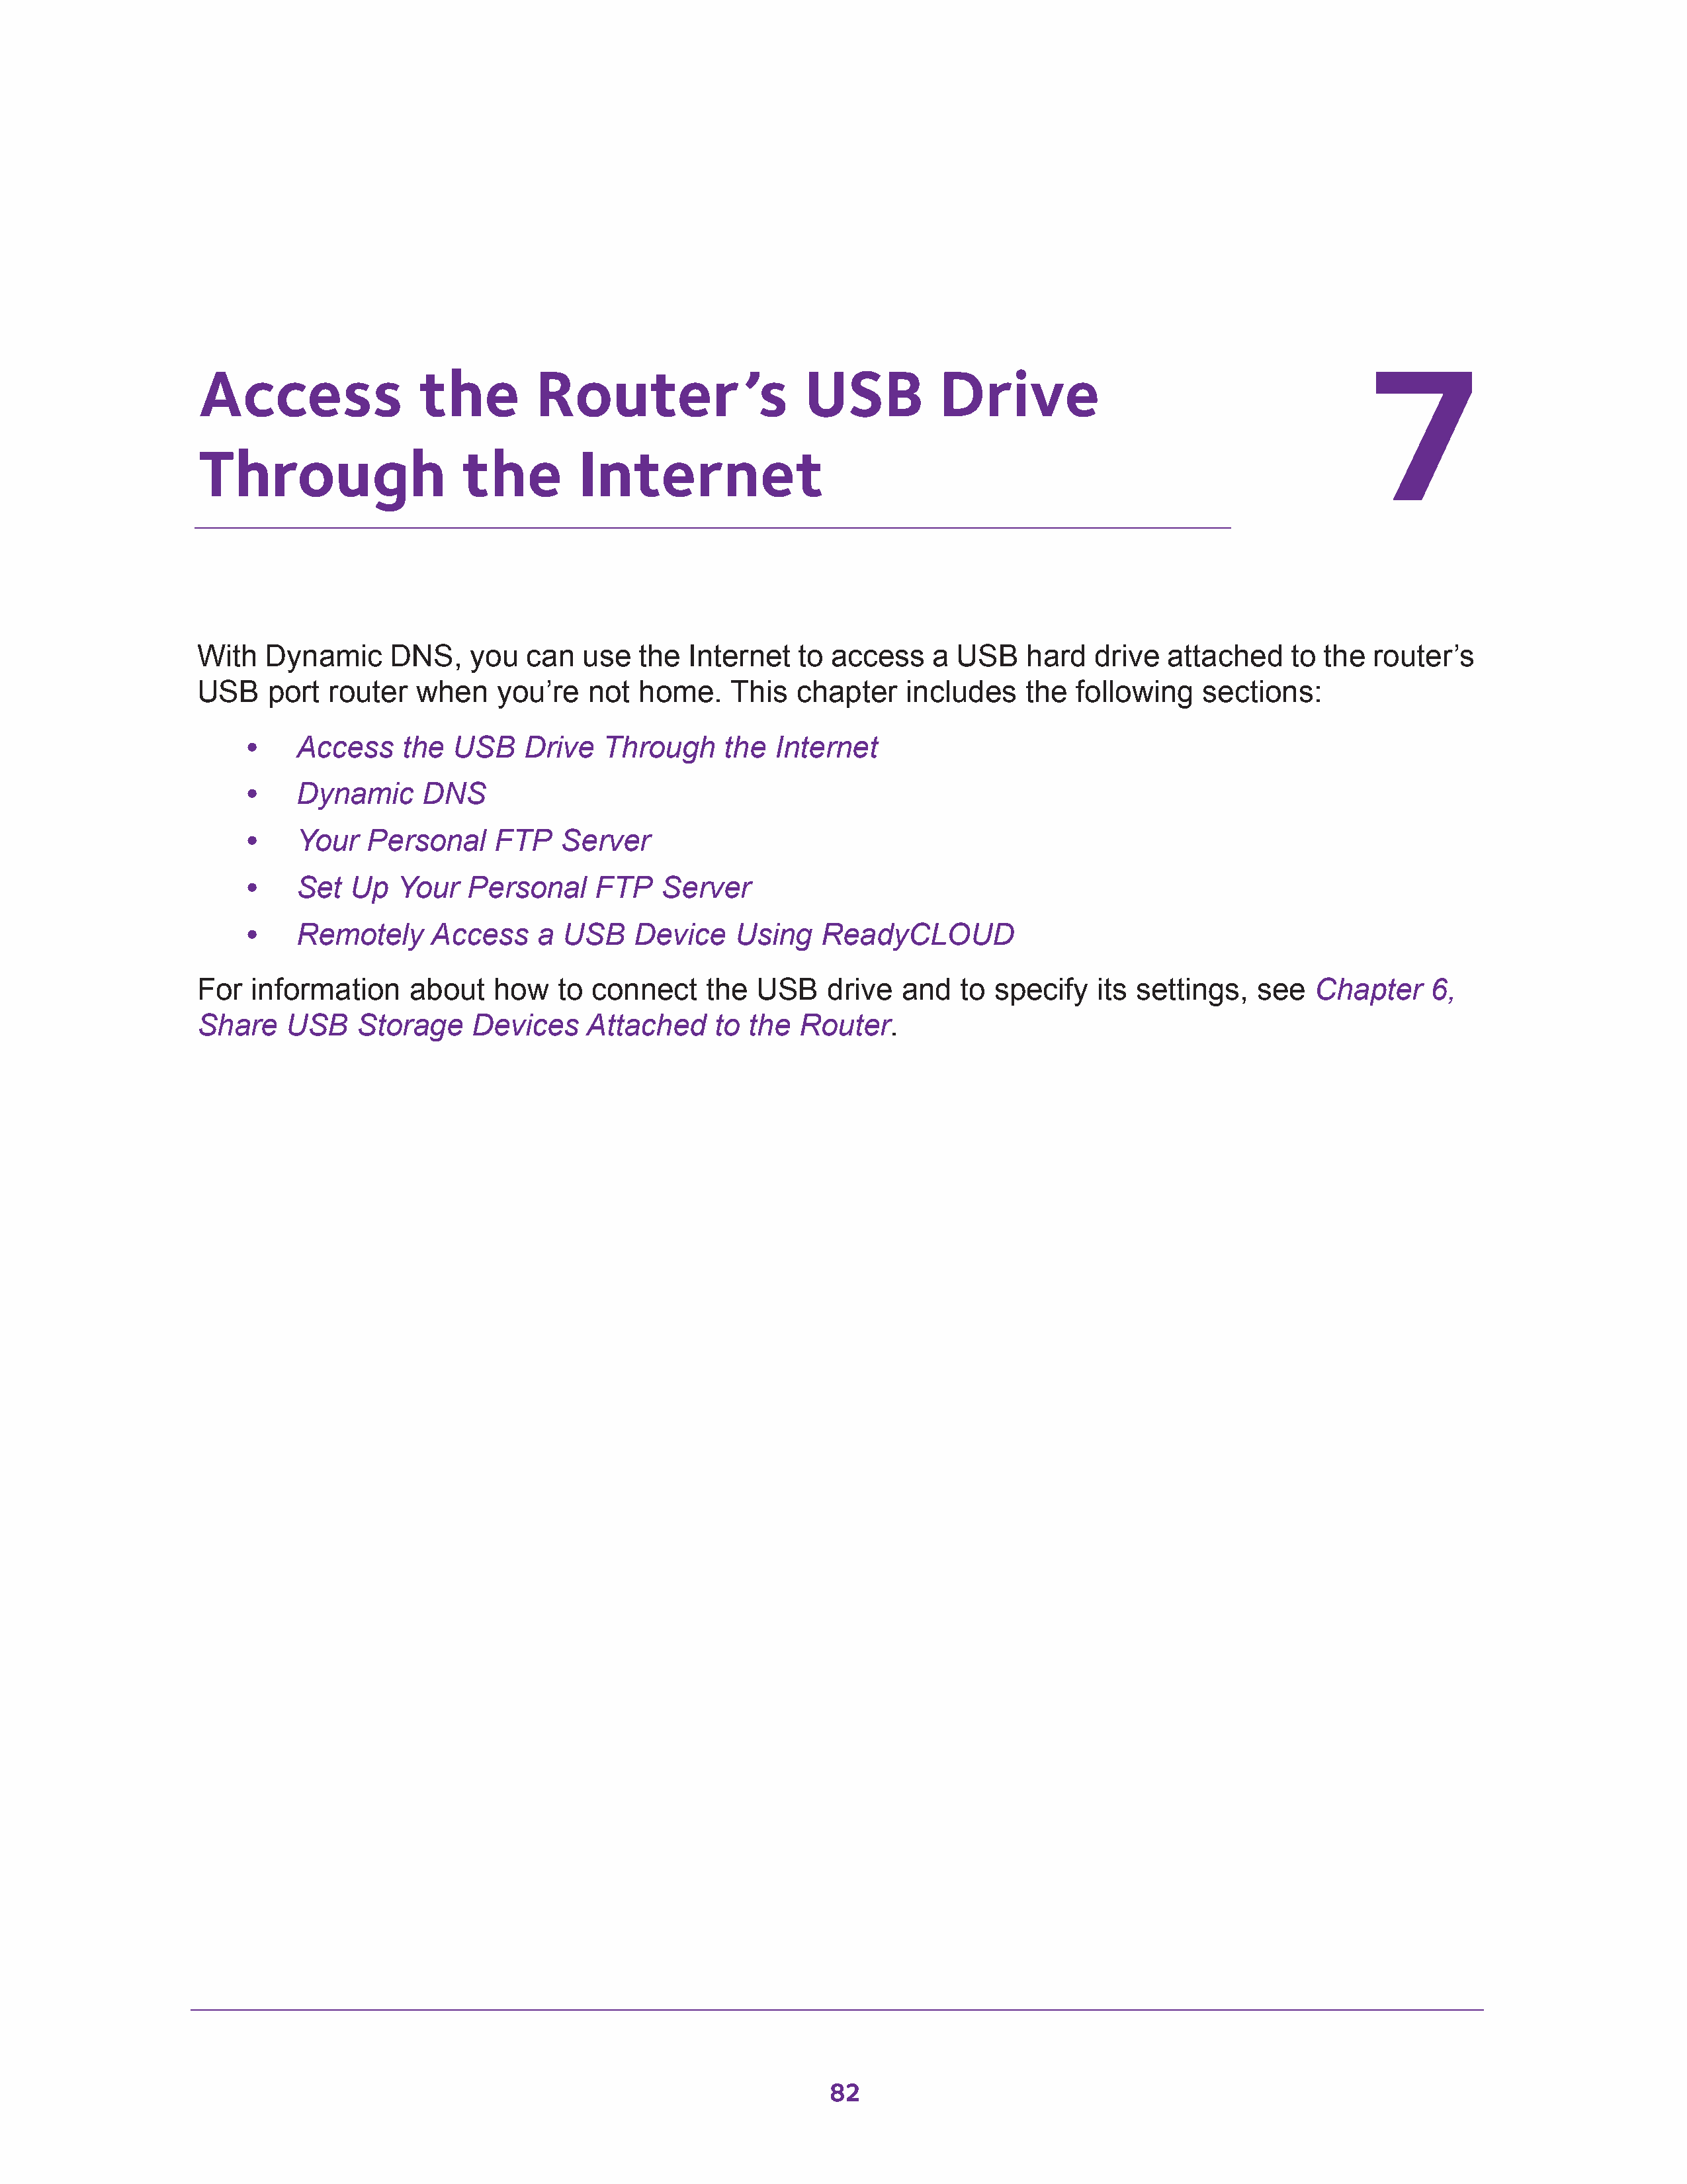 Access the Router’s USB Drive
Through the Internet
7
With Dynamic DNS, you can use the Internet to access a USB hard drive attached to the router’s
USB port router when you’re not home. This chapter includes the following sections:
• Access the USB Drive Through the Internet
• Dynamic DNS
• Your Personal FTP Server
• Set Up Your Personal FTP Server
• Remotely Access a USB Device Using ReadyCLOUD
For information about how to connect the USB drive and to specify its settings, see Chapter 6,
Share USB Storage Devices Attached to the Router.
82